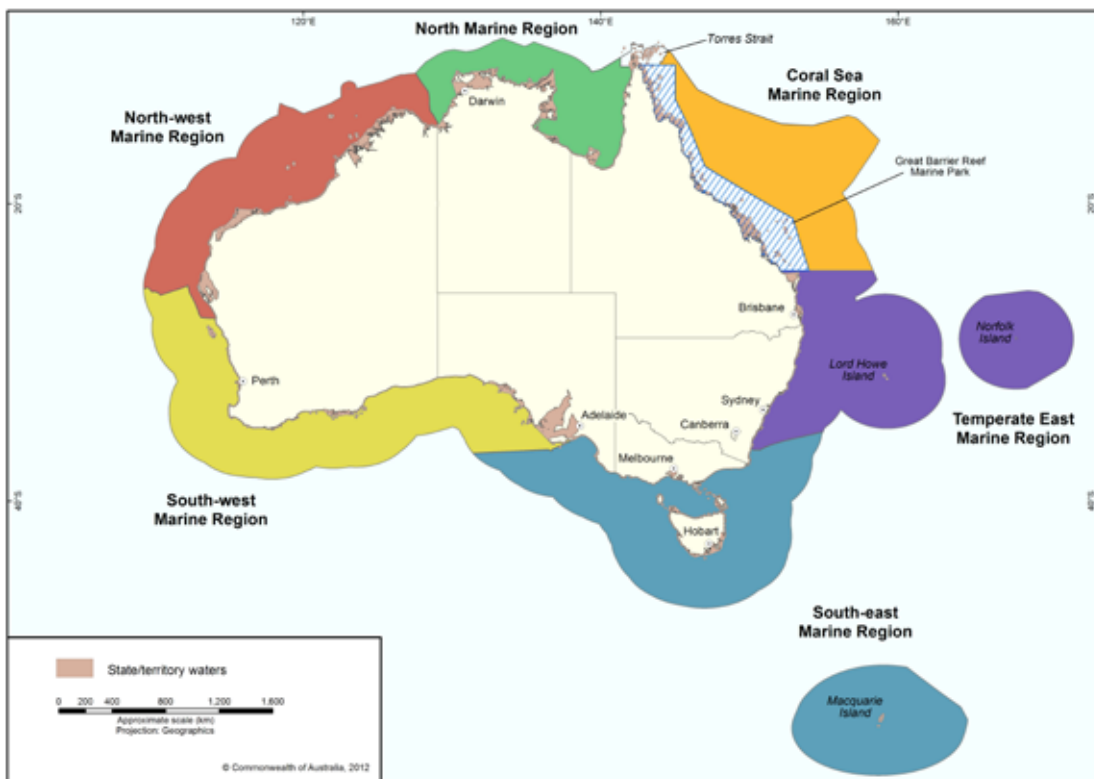 120°E
140°E
160°E
North Marine Region
Torres Strait
Coral Sea
Marine Region
Darwin
North-west
Marine Region
Great Barrier Reef
Marine Park
20°S
20°S
Brisbane
Norfolk
Island
Lord Howe
Island
Perth
Sydney
Adelaide
Canberra
Temperate East
Marine Region
Melbourne
South-west
Marine Region
40°S
40°S
Hobart
South-east
Marine Region
Macquarie
Island
State/territory waters
0 200 400 800 1,200 1,600
Approximate scale (km)
Projection: Geographics
© Commonwealth of Australia, 2012